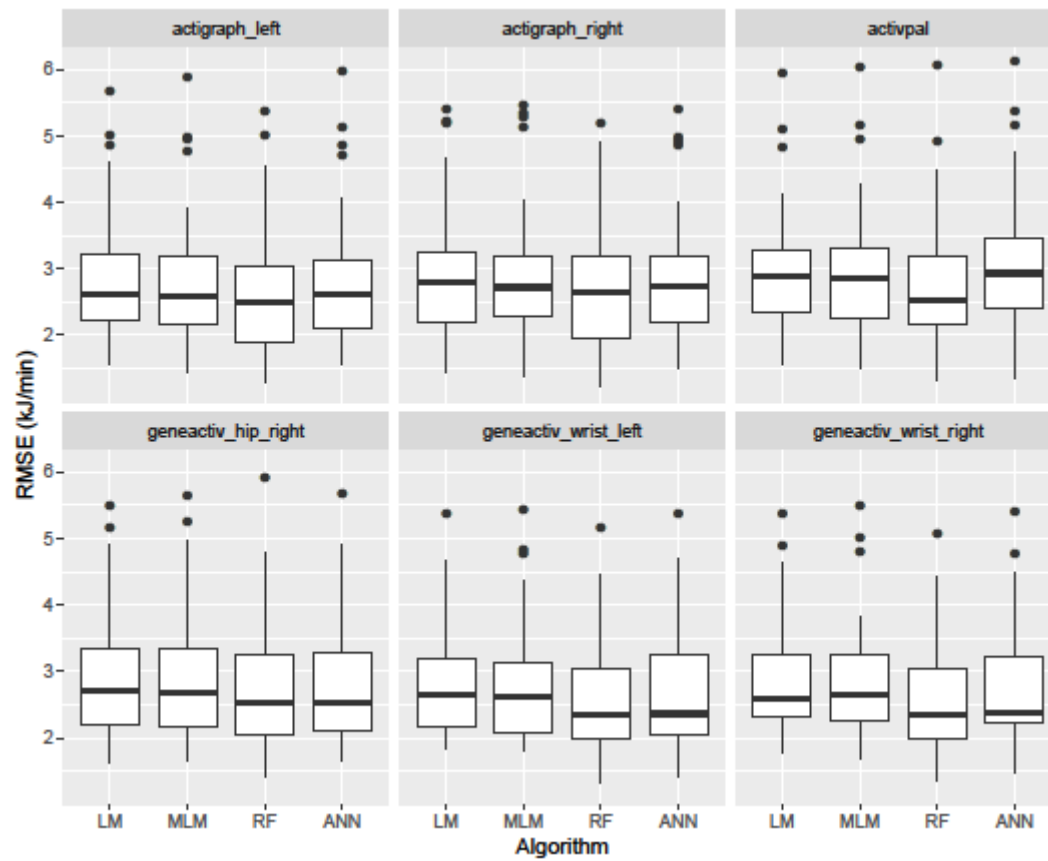 actigraph_left actigraph_right activpal
6
5
4
3
2
geneactiv_hip_right geneactiv_wrist_left geneactiv_wrist_right
6
5
4
3
2
RMSE (kJ/min)
LM MLM RF ANN LM MLM RF ANN LM MLM RF ANN
Algorithm